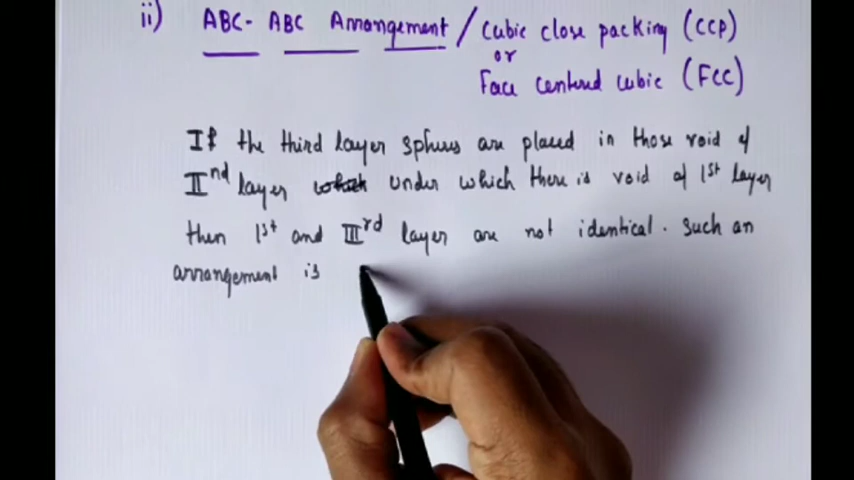 ii) ABC - ABC Arrangement / Cubic close packing (CCP)
or
Face centered cubic (FCC)
If the third layer spheres are placed in those void of
IInd layer under which there is void of 1st layer
then 1st and IIIrd layer are not identical. Such an
arrangement is